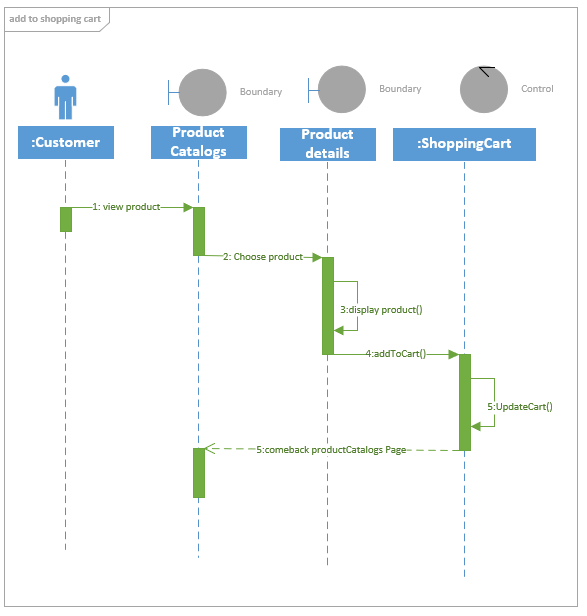 add to shopping cart
Boundary
Boundary
Control
:Customer
Product
Catalogs
Product
details
:ShoppingCart
1: view product
2: Choose product
3:display product()
4:addToCart()
5:UpdateCart()
5:comeback productCatalogs Page